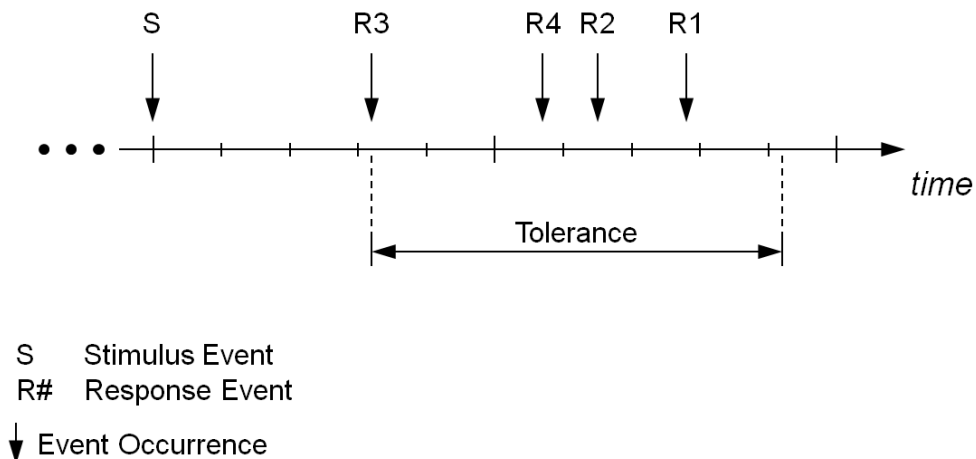 S R3 R4 R2 R1
time
Tolerance
S Stimulus Event
R# Response Event
Event Occurrence